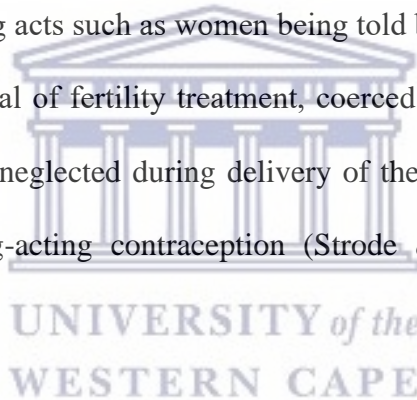 g acts such as women being told b
al of fertility treatment, coerced
neglected during delivery of the
g-acting contraception (Strode
UNIVERSITY of the
WESTERN CAPE